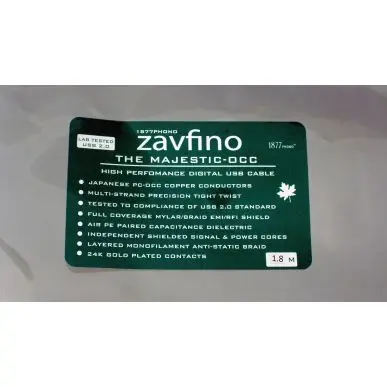 LAB TESTED
USB 2.0
1877PHONO
zavfino
1877 PHONO
THE MAJESTIC-OCC
HIGH PERFOMANCE DIGITAL USB CABLE
JAPANESE PC-OCC COPPER CONDUCTORS
MULTI-STRAND PRECISION TIGHT TWIST
TESTED TO COMPLIANCE OF USB 2.0 STANDARD
FULL COVERAGE MYLAR/BRAID EMI/RFI SHIELD
AIR PE PAIRED CAPACITANCE DIELECTRIC
INDEPENDENT SHIELDED SIGNAL & POWER CORES
LAYERED MONOFILAMENT ANTI-STATIC BRAID
24K GOLD PLATED CONTACTS
1.8 M